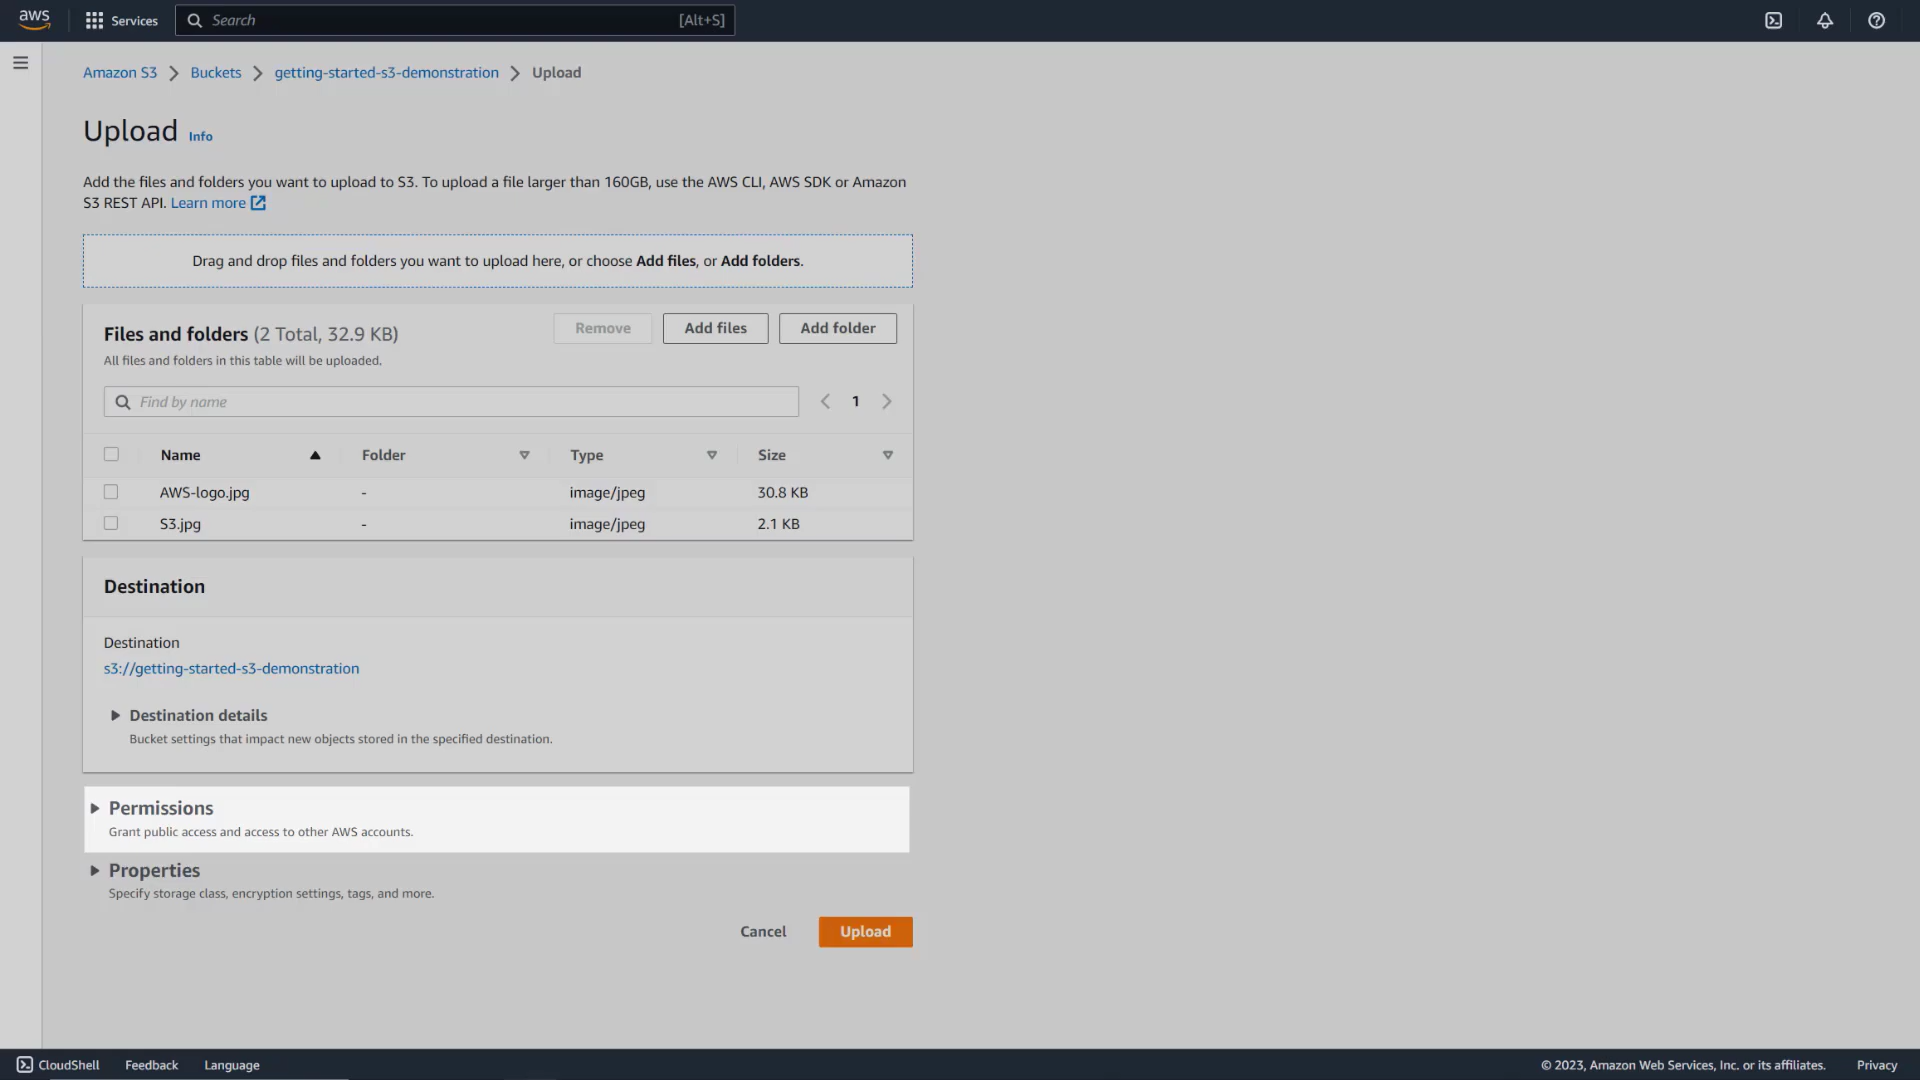 aws
Services
Search
[Alt+S]
Amazon S3
Buckets
getting-started-s3-demonstration
Upload
Upload
Info
Add the files and folders you want to upload to S3. To upload a file larger than 160GB, use the AWS CLI, AWS SDK or Amazon
S3 REST API. Learn more
Drag and drop files and folders you want to upload here, or choose Add files, or Add folders.
Files and folders (2 Total, 32.9 KB)
Remove
Add files
Add folder
All files and folders in this table will be uploaded.
Find by name
1
Name
Folder
Type
Size
AWS-logo.jpg
-
image/jpeg
30.8 KB
S3.jpg
-
image/jpeg
2.1 KB
Destination
Destination
s3://getting-started-s3-demonstration
Destination details
Bucket settings that impact new objects stored in the specified destination.
Permissions
Grant public access and access to other AWS accounts.
Properties
Specify storage class, encryption settings, tags, and more.
Cancel
Upload
CloudShell
Feedback
Language
© 2023, Amazon Web Services, Inc. or its affiliates.
Privacy